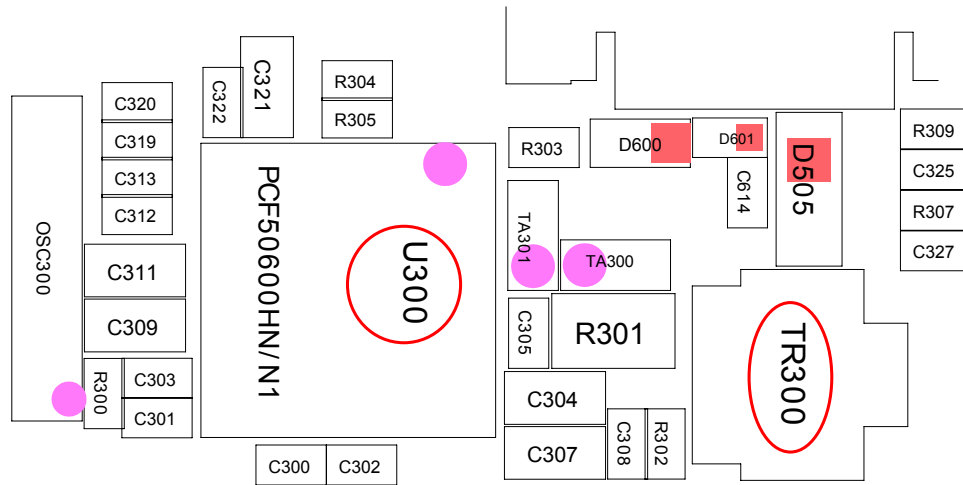 C320
C319
C313
C312
C322
C321
R304
R305
R303
D600
D601
C614
D505
R309
C325
R307
C327
OSC300
C311
C309
R300
C303
C301
PCF50600HN/N1
U300
TA301
TA300
C305
R301
TR300
C304
C307
C308
R302
C300
C302